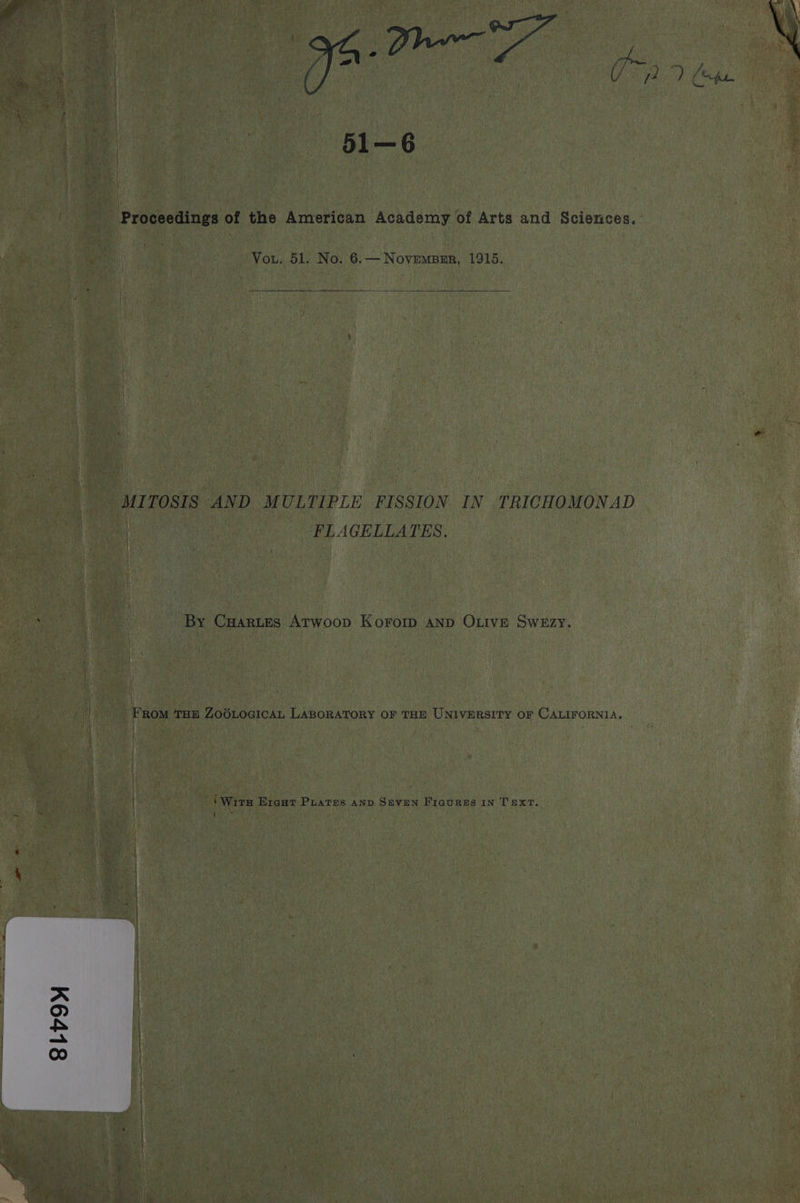 51—6
Proceedings of the American Academy of Arts and Sciences.
Vol. 51. No. 6.—November, 1915.
MITOSIS AND MULTIPLE FISSION IN TRICHOMONAD
FLAGELLATES.
By Charles Atwood Kofoid and Olive Swezy.
From the Zoölogical Laboratory of the University of California.
With Eight Plates and Seven Figures in Text.
K6418